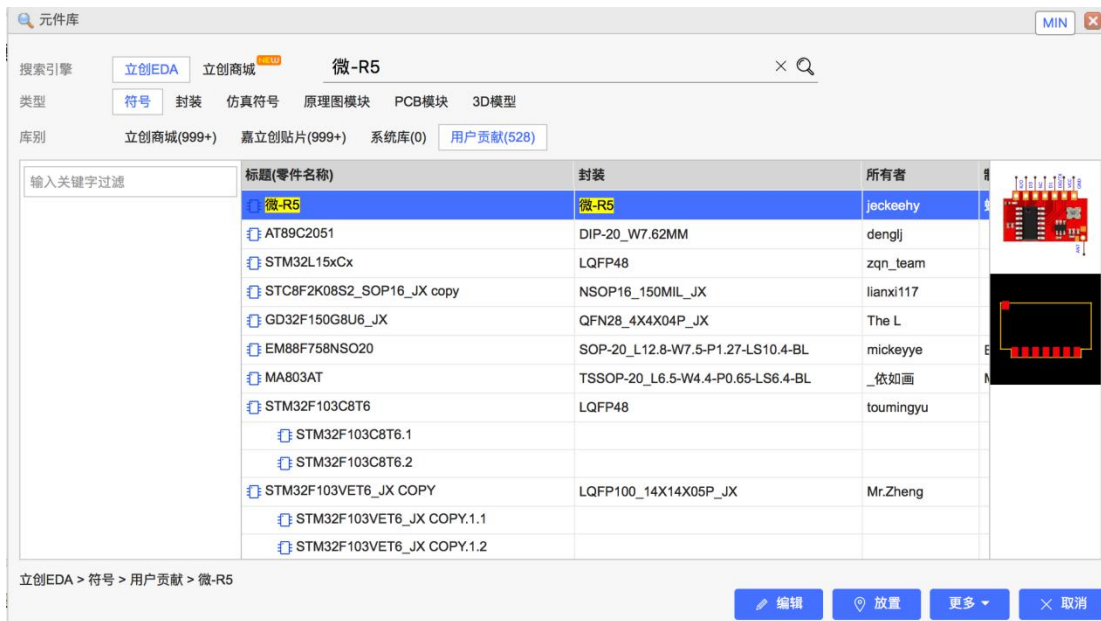 元件库
MIN
搜索引擎 立创EDA 立创商城 NEW 微-R5
类型 符号 封装 仿真符号 原理图模块 PCB模块 3D模型
库别 立创商城(999+) 嘉立创贴片(999+) 系统库(0) 用户贡献(528)
输入关键字过滤
标题(零件名称) 封装 所有者
微-R5 微-R5 jeckeehy
AT89C2051 DIP-20_W7.62MM denglj
STM32L15xCx LQFP48 zqn_team
STC8F2K08S2_SOP16_JX copy NSOP16_150MIL_JX lianxi117
GD32F150G8U6_JX QFN28_4X4X04P_JX The L
EM88F758NSO20 SOP-20_L12.8-W7.5-P1.27-LS10.4-BL mickeyye
MA803AT TSSOP-20_L6.5-W4.4-P0.65-LS6.4-BL _依如画
STM32F103C8T6 LQFP48 toumingyu
STM32F103C8T6.1
STM32F103C8T6.2
STM32F103VET6_JX COPY LQFP100_14X14X05P_JX Mr.Zheng
STM32F103VET6_JX COPY.1.1
STM32F103VET6_JX COPY.1.2
立创EDA > 符号 > 用户贡献 > 微-R5
编辑 放置 更多 取消